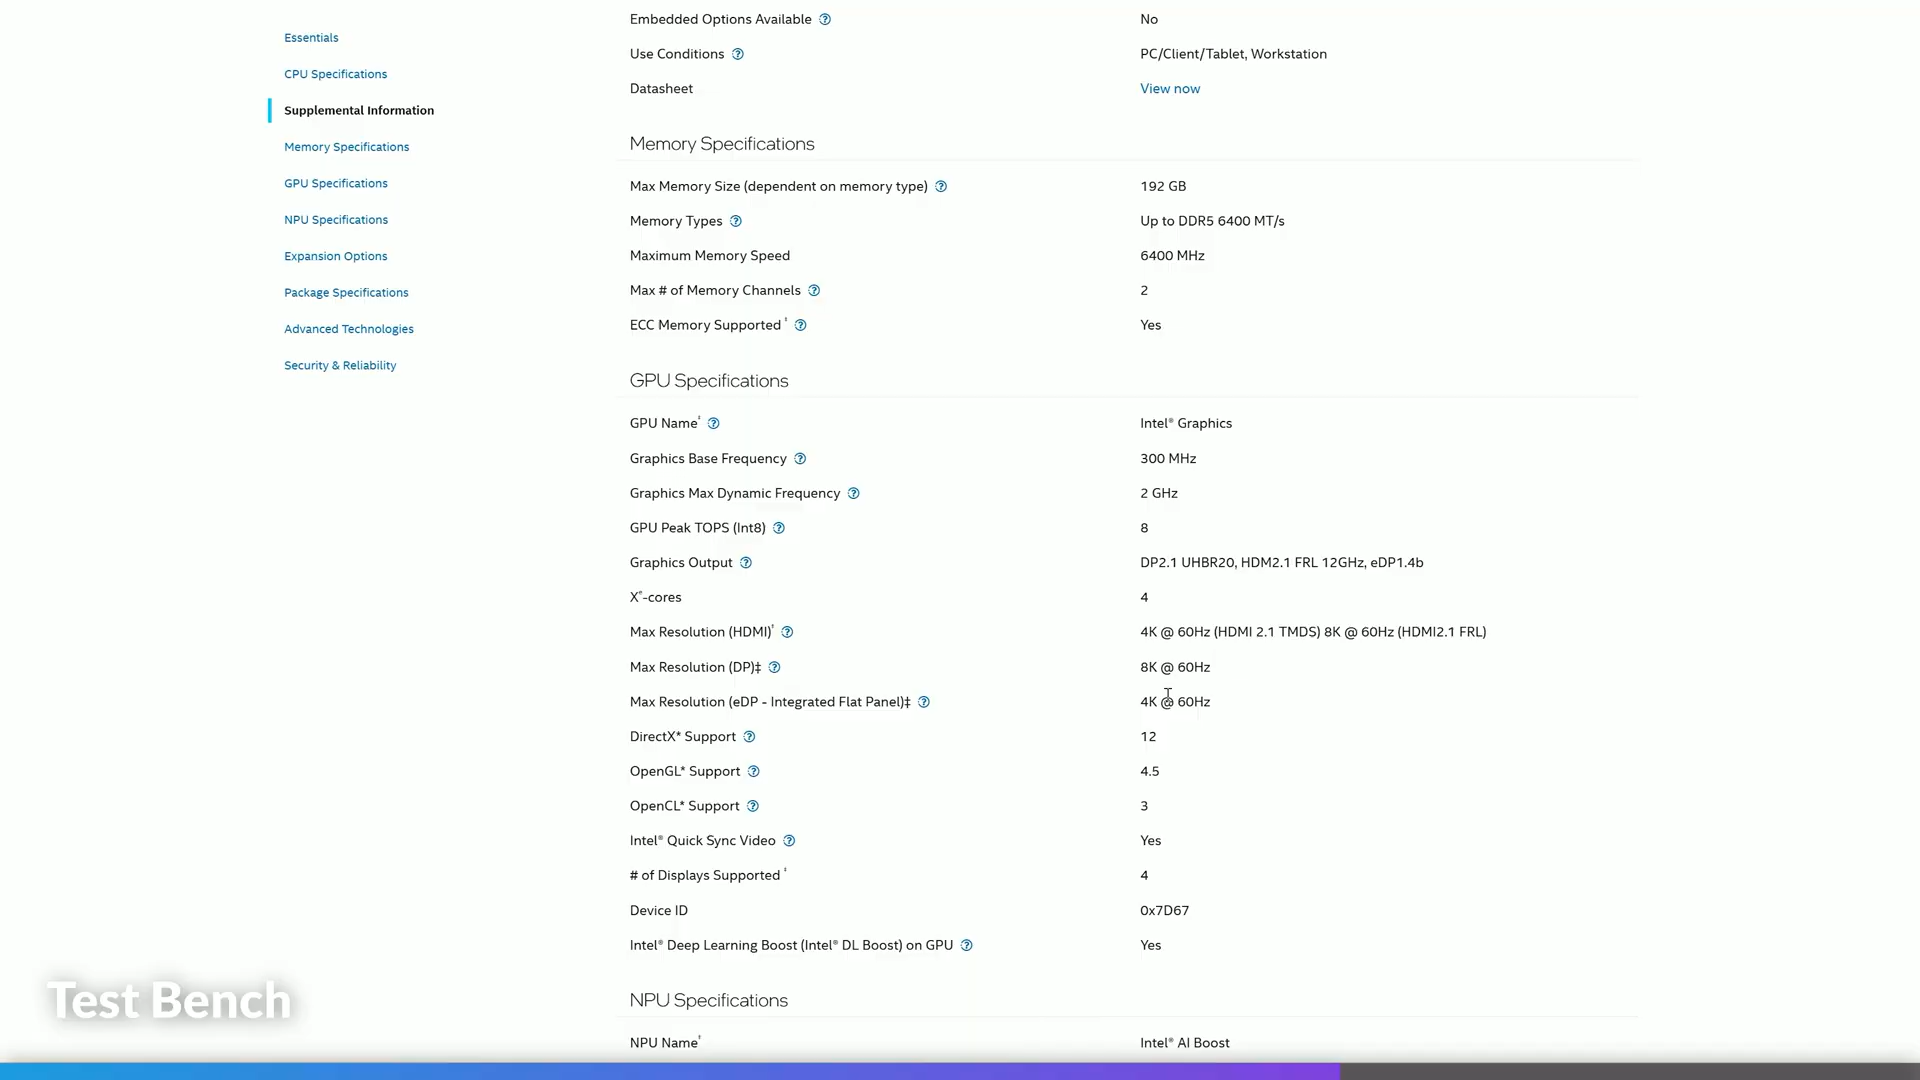 Essentials
CPU Specifications
Supplemental Information
Memory Specifications
GPU Specifications
NPU Specifications
Expansion Options
Package Specifications
Advanced Technologies
Security & Reliability
Embedded Options Available ? No
Use Conditions ? PC/Client/Tablet, Workstation
Datasheet View now
Memory Specifications
Max Memory Size (dependent on memory type) ? 192 GB
Memory Types ? Up to DDR5 6400 MT/s
Maximum Memory Speed 6400 MHz
Max # of Memory Channels ? 2
ECC Memory Supported ‡ ? Yes
GPU Specifications
GPU Name‡ ? Intel® Graphics
Graphics Base Frequency ? 300 MHz
Graphics Max Dynamic Frequency ? 2 GHz
GPU Peak TOPS (Int8) ? 8
Graphics Output ? DP2.1 UHBR20, HDM2.1 FRL 12GHz, eDP1.4b
Xᵉ-cores 4
Max Resolution (HDMI)‡ ? 4K @ 60Hz (HDMI 2.1 TMDS) 8K @ 60Hz (HDMI2.1 FRL)
Max Resolution (DP)‡ ? 8K @ 60Hz
Max Resolution (eDP - Integrated Flat Panel)‡ ? 4K @ 60Hz
DirectX* Support ? 12
OpenGL* Support ? 4.5
OpenCL* Support ? 3
Intel® Quick Sync Video ? Yes
# of Displays Supported ‡ 4
Device ID 0x7D67
Intel® Deep Learning Boost (Intel® DL Boost) on GPU ? Yes
NPU Specifications
NPU Name‡ Intel® AI Boost
Test Bench